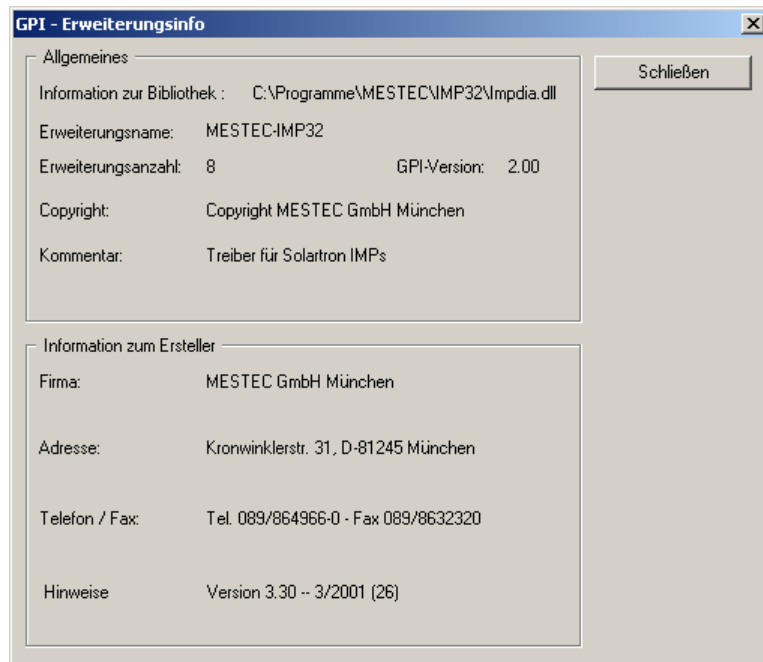 GPI - Erweiterungsinfo
Allgemeines
Schließen
Information zur Bibliothek : C:\Programme\MESTEC\IMP32\Impdia.dll
Erweiterungsname: MESTEC-IMP32
Erweiterungsanzahl: 8 GPI-Version: 2.00
Copyright: Copyright MESTEC GmbH München
Kommentar: Treiber für Solartron IMPs
Information zum Ersteller
Firma: MESTEC GmbH München
Adresse: Kronwinklerstr. 31, D-81245 München
Telefon / Fax: Tel. 089/864966-0 - Fax 089/8632320
Hinweise Version 3.30 -- 3/2001 (26)